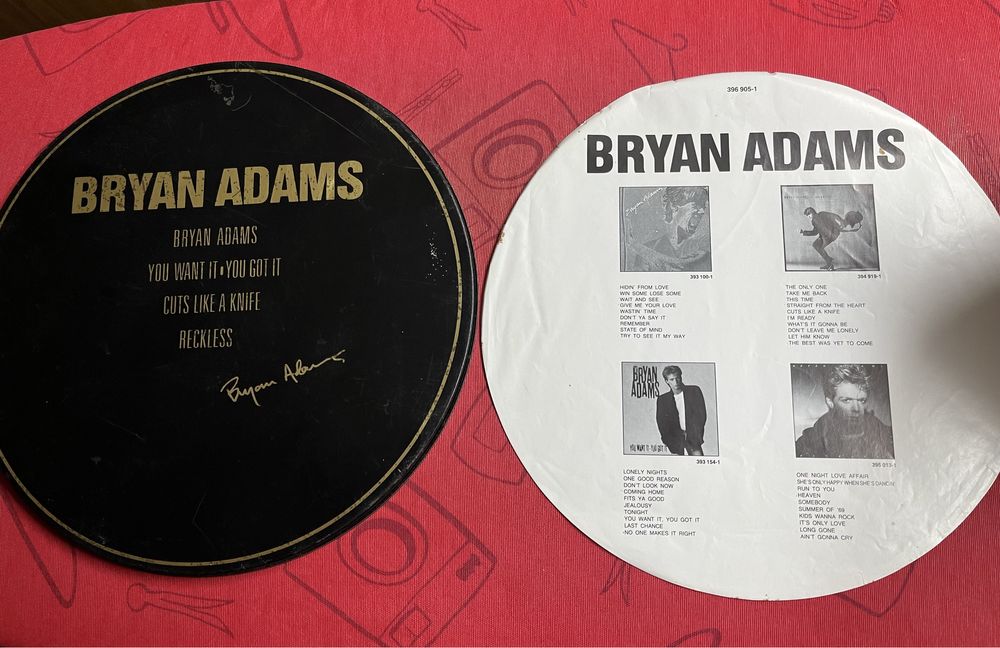 BRYAN ADAMS
BRYAN ADAMS
YOU WANT IT • YOU GOT IT
CUTS LIKE A KNIFE
RECKLESS
Bryan Adams
396 905-1
BRYAN ADAMS
Bryan Adams
393 100-1
HIDIN' FROM LOVE
WIN SOME LOSE SOME
WAIT AND SEE
GIVE ME YOUR LOVE
WASTIN' TIME
DON'T YA SAY IT
REMEMBER
STATE OF MIND
TRY TO SEE IT MY WAY
394 919-1
THE ONLY ONE
TAKE ME BACK
THIS TIME
STRAIGHT FROM THE HEART
CUTS LIKE A KNIFE
I'M READY
WHAT'S IT GONNA BE
DON'T LEAVE ME LONELY
LET HIM KNOW
THE BEST WAS YET TO COME
BRYAN
ADAMS
YOU WANT IT · YOU GOT IT
393 154-1
LONELY NIGHTS
ONE GOOD REASON
DON'T LOOK NOW
COMING HOME
FITS YA GOOD
JEALOUSY
TONIGHT
YOU WANT IT, YOU GOT IT
LAST CHANCE
-NO ONE MAKES IT RIGHT
395 013-1
ONE NIGHT LOVE AFFAIR
SHE'S ONLY HAPPY WHEN SHE'S DANCIN'
RUN TO YOU
HEAVEN
SOMEBODY
SUMMER OF '69
KIDS WANNA ROCK
IT'S ONLY LOVE
LONG GONE
AIN'T GONNA CRY